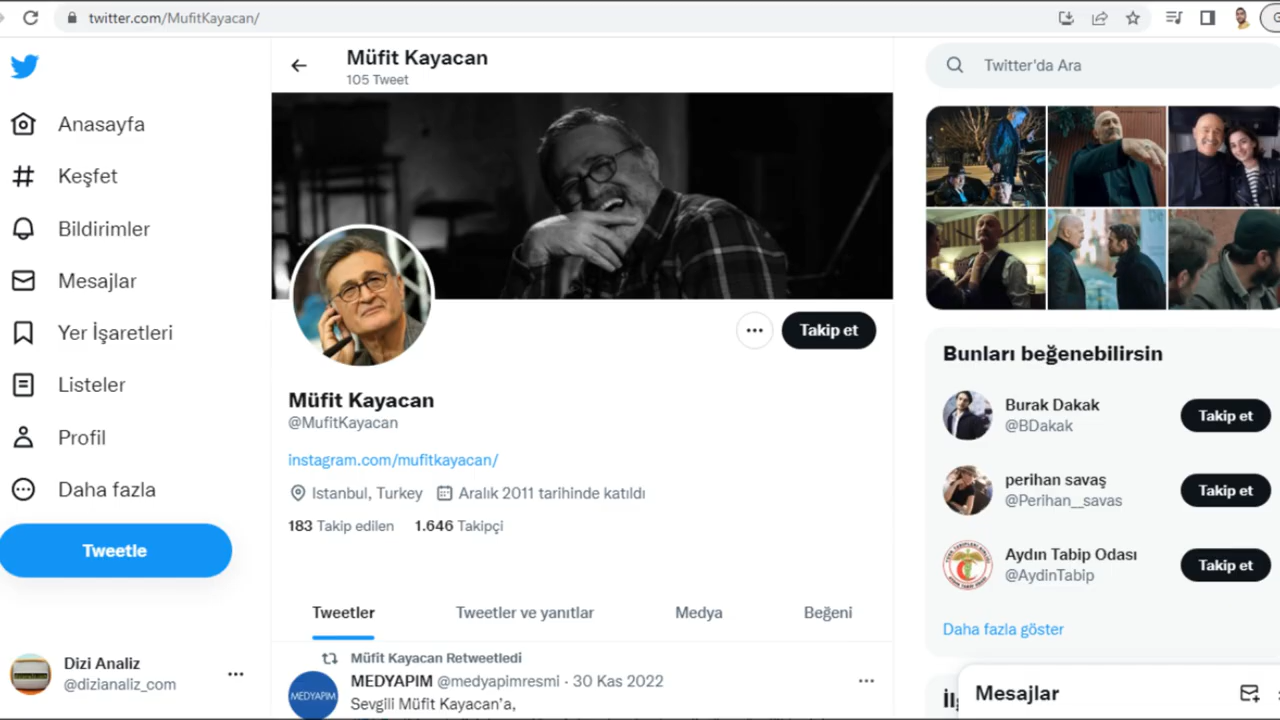 twitter.com/MufitKayacan/
Müfit Kayacan
105 Tweet
Anasayfa
Keşfet
Bildirimler
Mesajlar
Yer İşaretleri
Listeler
Profil
Daha fazla
Tweetle
Dizi Analiz
@dizianaliz_com
Takip et
Müfit Kayacan
@MufitKayacan
instagram.com/mufitkayacan/
Istanbul, Turkey Aralık 2011 tarihinde katıldı
183 Takip edilen 1.646 Takipçi
Tweetler Tweetler ve yanıtlar Medya Beğeni
Müfit Kayacan Retweetledi
MEDYAPIM
MEDYAPIM @medyapimresmi · 30 Kas 2022
Sevgili Müfit Kayacan'a,
Twitter'da Ara
Bunları beğenebilirsin
Burak Dakak
@BDakak
Takip et
perihan savaş
@Perihan__savas
Takip et
Aydın Tabip Odası
@AydinTabip
Takip et
Daha fazla göster
Mesajlar